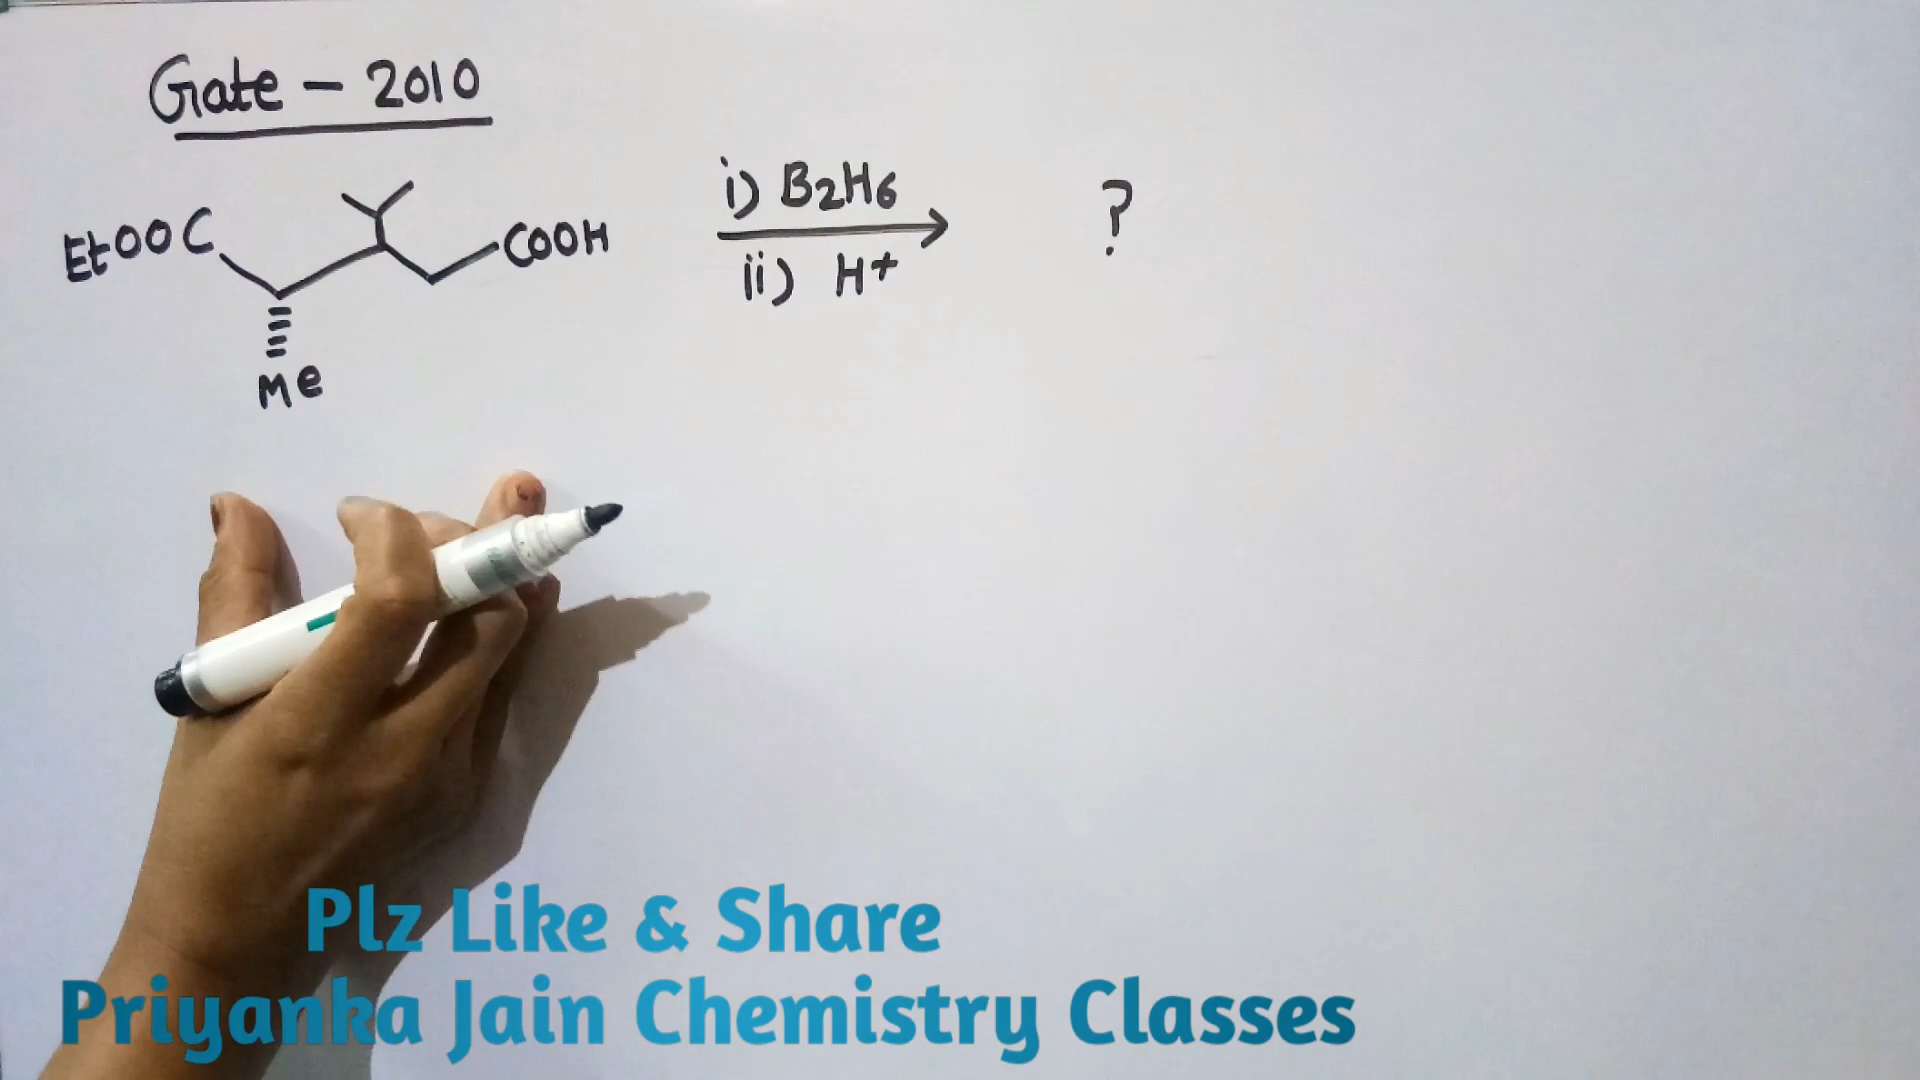 Gate - 2010
EtOOC
COOH
Me
i) B2H6
ii) H+
?
Plz Like & Share
Priyanka Jain Chemistry Classes